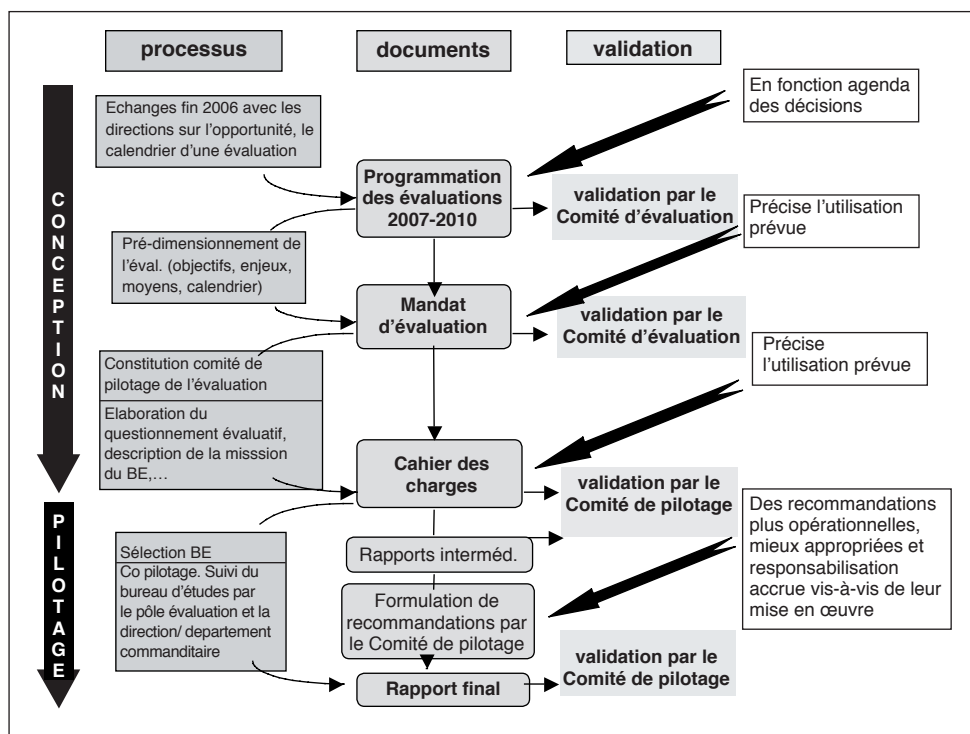 processus
documents
validation
En fonction agenda
des décisions
Echanges fin 2006 avec les
directions sur l’opportunité, le
calendrier d’une évaluation
Programmation
des évaluations
2007-2010
validation par le
Comité d’évaluation
Précise l’utilisation
prévue
CONCEPTION
Pré-dimensionnement de
l’éval. (objectifs, enjeux,
moyens, calendrier)
Mandat
d’évaluation
validation par le
Comité d’évaluation
Précise
l’utilisation prévue
Constitution comité de
pilotage de l’évaluation
Elaboration du
questionnement évaluatif,
description de la misssion
du BE,…
Cahier des
charges
validation par le
Comité de pilotage
Des recommandations
plus opérationnelles,
mieux appropriées et
responsabilisation
accrue vis-à-vis de leur
mise en œuvre
PILOTAGE
Sélection BE
Co pilotage. Suivi du
bureau d’études par
le pôle évaluation et la
direction/ departement
commanditaire
Rapports interméd.
Formulation de
recommandations par
le Comité de pilotage
Rapport final
validation par le
Comité de pilotage